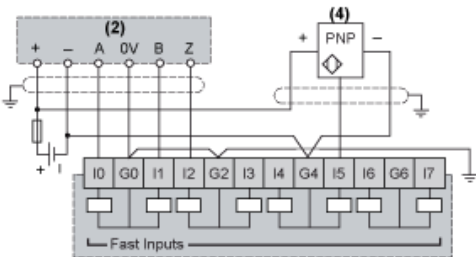 (2)
+ − A 0V B Z
(4)
+ PNP −
+ I
I0 G0 I1 I2 G2 I3 I4 G4 I5 I6 G6 I7
Fast Inputs